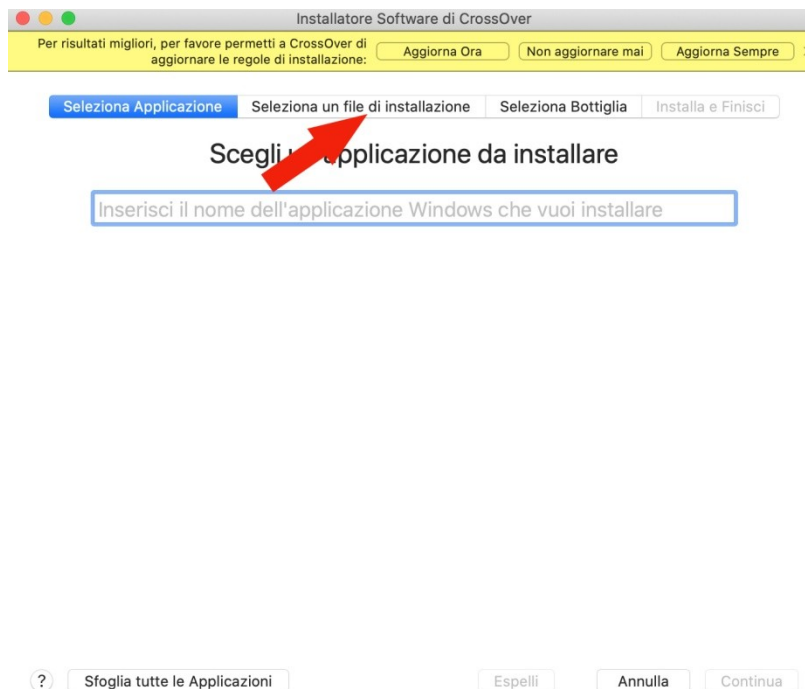 Installatore Software di CrossOver
Per risultati migliori, per favore permetti a CrossOver di
aggiornare le regole di installazione:
Aggiorna Ora
Non aggiornare mai
Aggiorna Sempre
Seleziona Applicazione
Seleziona un file di installazione
Seleziona Bottiglia
Installa e Finisci
Scegli applicazione da installare
Inserisci il nome dell'applicazione Windows che vuoi installare
?
Sfoglia tutte le Applicazioni
Espelli
Annulla
Continua